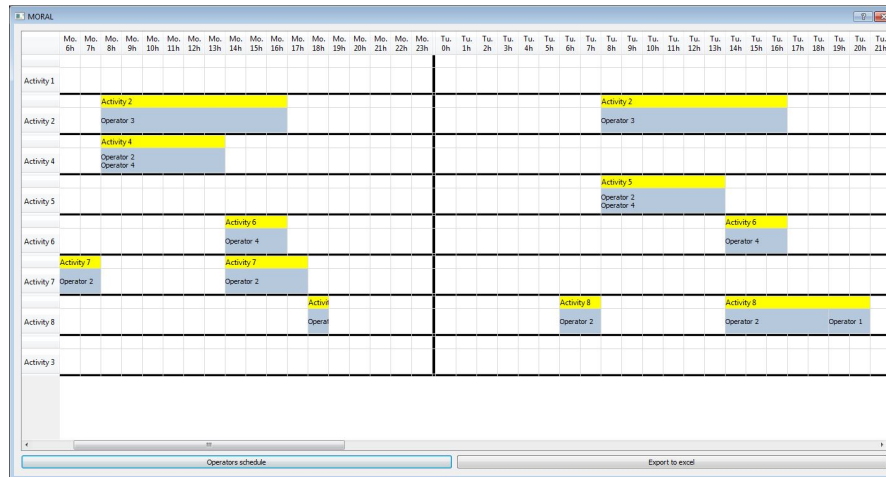 MORAL
Mo. Mo. Mo. Mo. Mo. Mo. Mo. Mo. Mo. Mo. Mo. Mo. Mo. Mo. Mo. Mo. Mo. Mo. Tu. Tu. Tu. Tu. Tu. Tu. Tu. Tu. Tu. Tu. Tu. Tu. Tu. Tu. Tu. Tu. Tu. Tu. Tu. Tu. Tu. Tu.
6h 7h 8h 9h 10h 11h 12h 13h 14h 15h 16h 17h 18h 19h 20h 21h 22h 23h 0h 1h 2h 3h 4h 5h 6h 7h 8h 9h 10h 11h 12h 13h 14h 15h 16h 17h 18h 19h 20h 21h
Activity 1
Activity 2 Activity 2
Activity 2 Operator 3 Operator 3
Activity 4
Operator 2
Activity 4
Operator 4
Activity 5
Operator 2
Activity 5
Operator 4
Activity 6 Activity 6
Activity 6 Operator 4 Operator 4
Activity 7 Activity 7
Activity 7 Operator 2 Operator 2
Activi Activity 8 Activity 8
Activity 8 Operat Operator 2 Operator 2 Operator 1
Activity 3
Operators schedule Export to excel